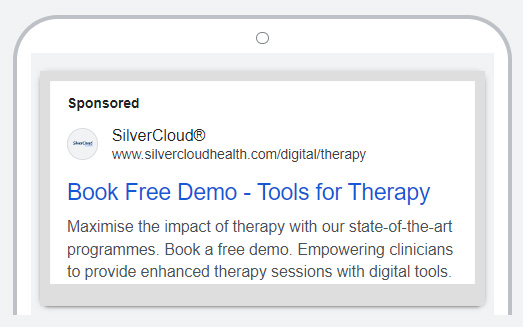 Sponsored
SilverCloud
SilverCloud®
www.silvercloudhealth.com/digital/therapy
Book Free Demo - Tools for Therapy
Maximise the impact of therapy with our state-of-the-art
programmes. Book a free demo. Empowering clinicians
to provide enhanced therapy sessions with digital tools.